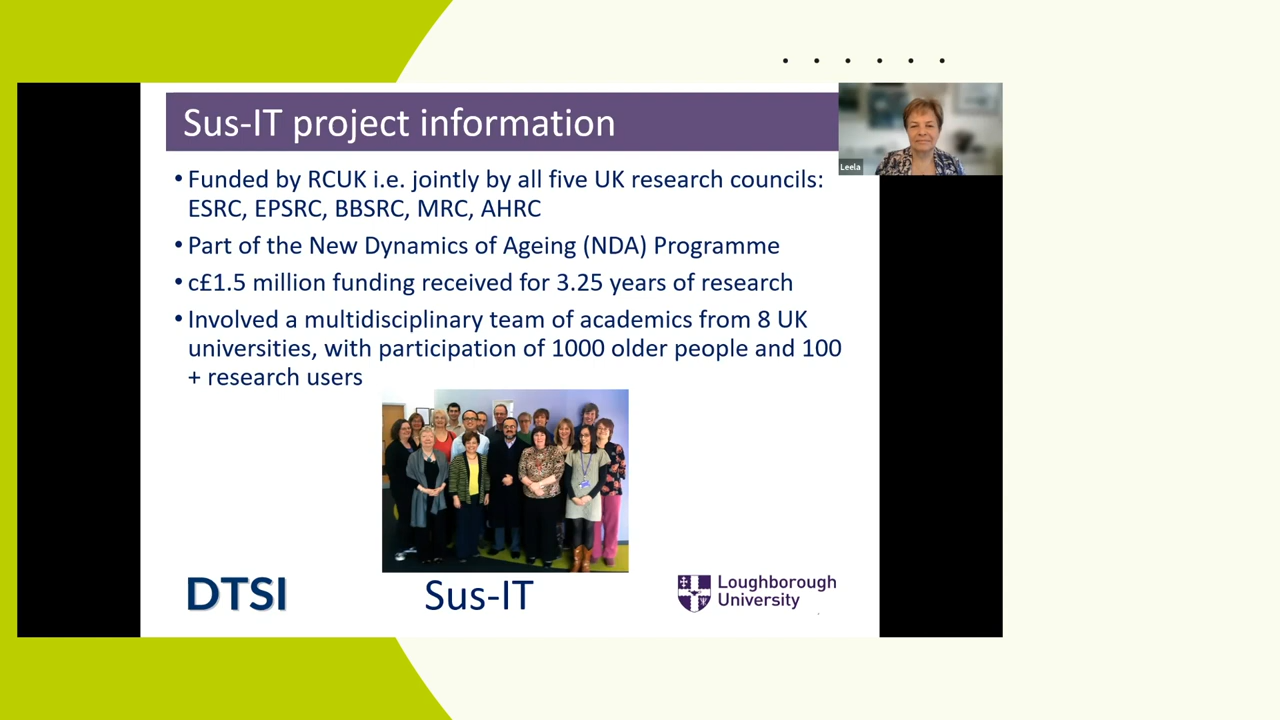 Sus-IT project information
Leela
• Funded by RCUK i.e. jointly by all five UK research councils:
ESRC, EPSRC, BBSRC, MRC, AHRC
• Part of the New Dynamics of Ageing (NDA) Programme
• c£1.5 million funding received for 3.25 years of research
• Involved a multidisciplinary team of academics from 8 UK
universities, with participation of 1000 older people and 100
+ research users
DTSI
Sus-IT
Loughborough
University